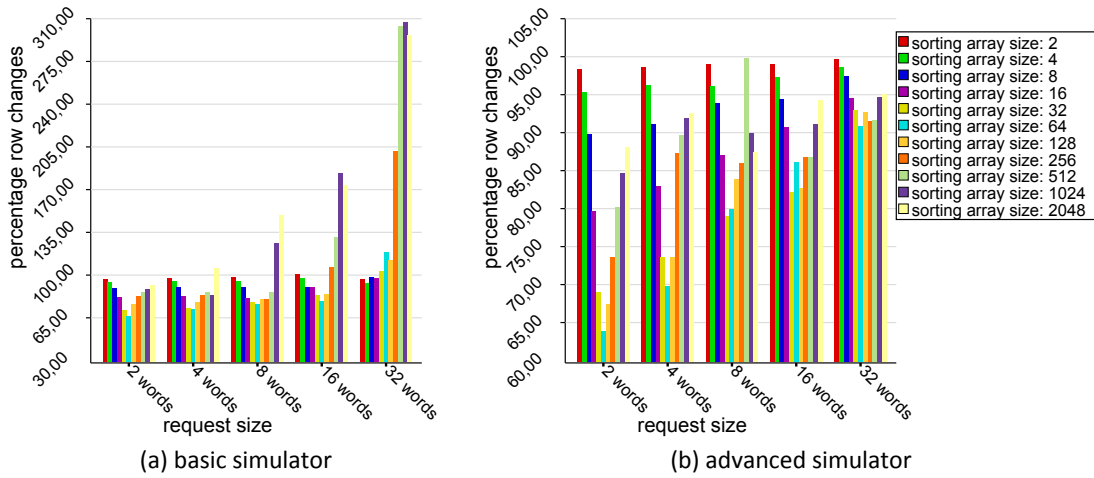 percentage row changes
310,00
275,00
240,00
205,00
170,00
135,00
100,00
65,00
30,00
2 words
4 words
8 words
16 words
32 words
request size
(a) basic simulator
percentage row changes
105,00
100,00
95,00
90,00
85,00
80,00
75,00
70,00
65,00
60,00
2 words
4 words
8 words
16 words
32 words
request size
(b) advanced simulator
sorting array size: 2
sorting array size: 4
sorting array size: 8
sorting array size: 16
sorting array size: 32
sorting array size: 64
sorting array size: 128
sorting array size: 256
sorting array size: 512
sorting array size: 1024
sorting array size: 2048